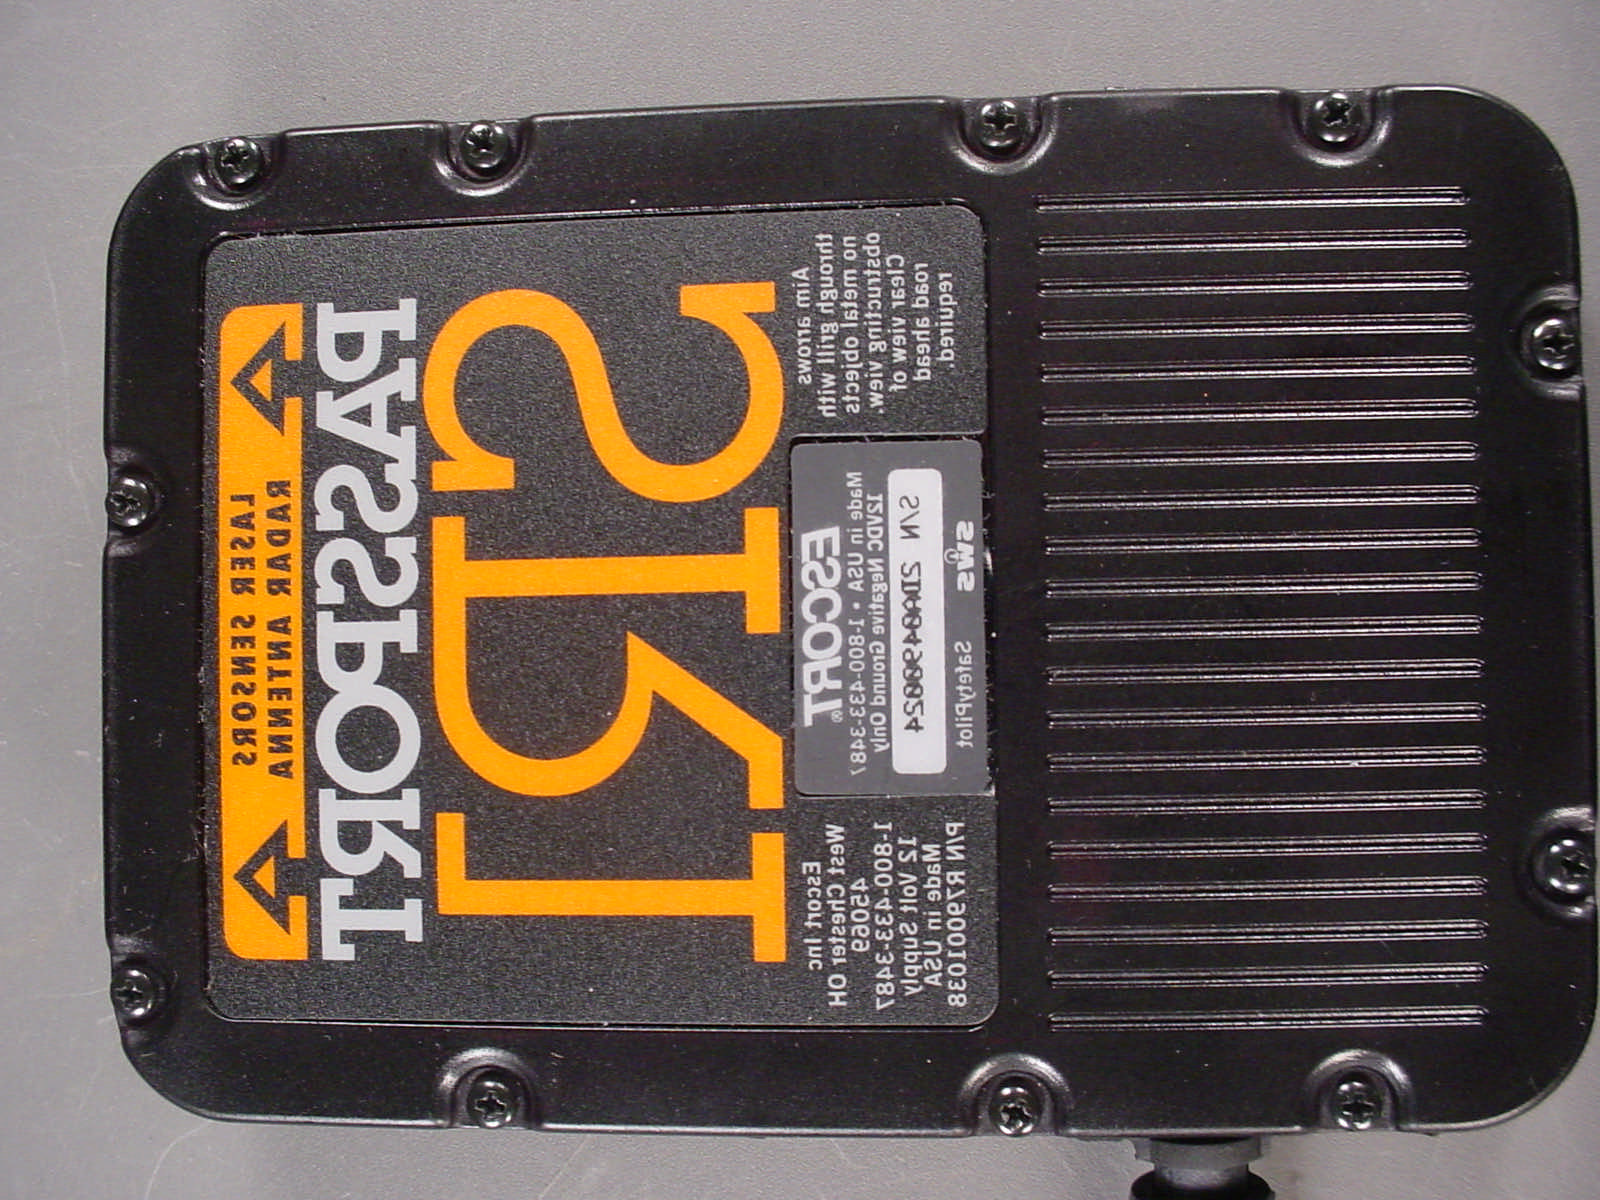 LASER SENSORS
RADAR ANTENNA
PASSPORT
SR1
Aim arrows
through grill with
no metal objects
obstructing view.
Clear view of
road ahead
required.
ESCORT®
Made in USA • 1-800-433-3487
12VDC Negative Ground Only
S/N
SWS SafetyPilot
Escort Inc
West Chester OH
45069
1-800-433-3487
12 Volt Supply
Made in USA
P/N R79001038